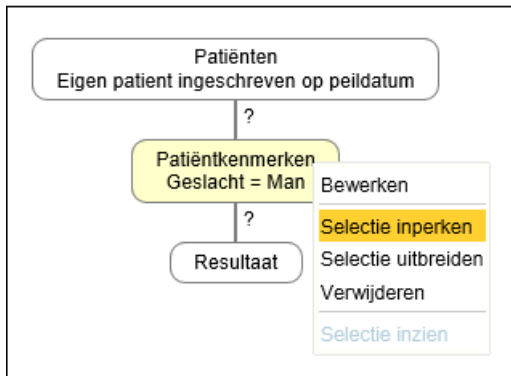 Patiënten
Eigen patient ingeschreven op peildatum
?
Patiëntkenmerken
Geslacht = Man
Bewerken
?
Selectie inperken
Resultaat
Selectie uitbreiden
Verwijderen
Selectie inzien